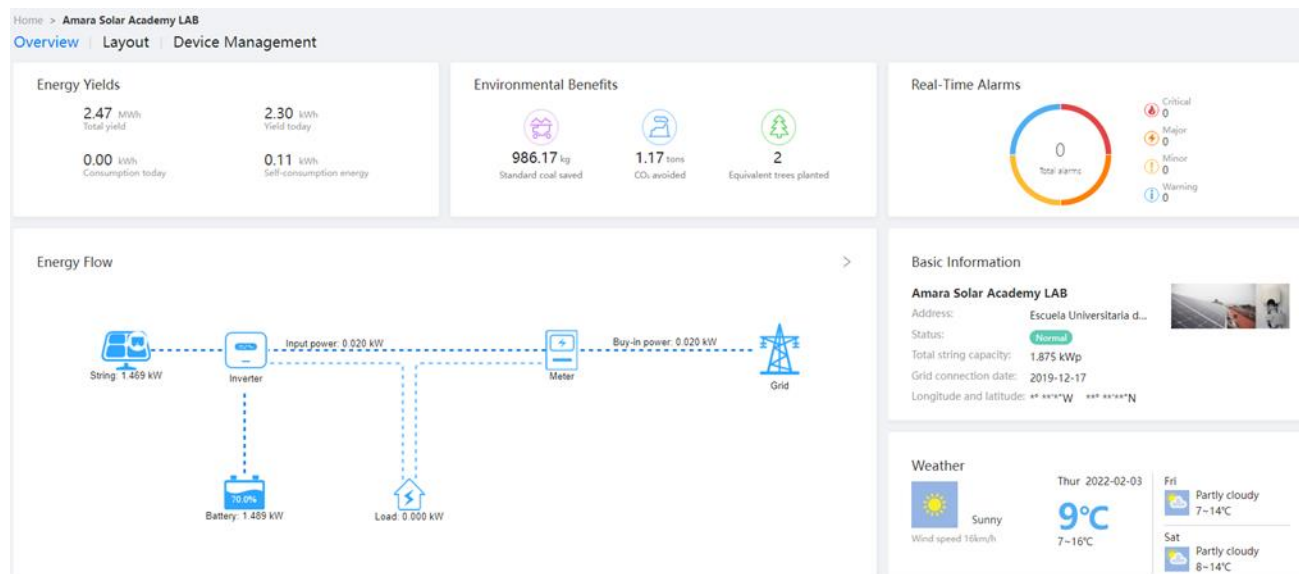 Home > Amara Solar Academy LAB
Overview | Layout | Device Management
Energy Yields
2.47 MWh
Total yield
2.30 kWh
Yield today
0.00 kWh
Consumption today
0.11 kWh
Self-consumption energy
Environmental Benefits
986.17 kg
Standard coal saved
1.17 tons
CO₂ avoided
2
Equivalent trees planted
Real-Time Alarms
0
Total alarms
Critical
0
Major
0
Minor
0
Warning
0
Energy Flow >
String: 1.469 kW
Inverter
Input power: 0.020 kW
Meter
Buy-in power: 0.020 kW
Grid
70.0%
Battery: 1.489 kW
Load: 0.000 kW
Basic Information
Amara Solar Academy LAB
Address: Escuela Universitaria d...
Status: Normal
Total string capacity: 1.875 kWp
Grid connection date: 2019-12-17
Longitude and latitude: ** **'**"W *** **'**"N
Weather
Sunny
Wind speed 16km/h
Thur 2022-02-03
9°C
7~16°C
Fri
Partly cloudy
7~14°C
Sat
Partly cloudy
8~14°C